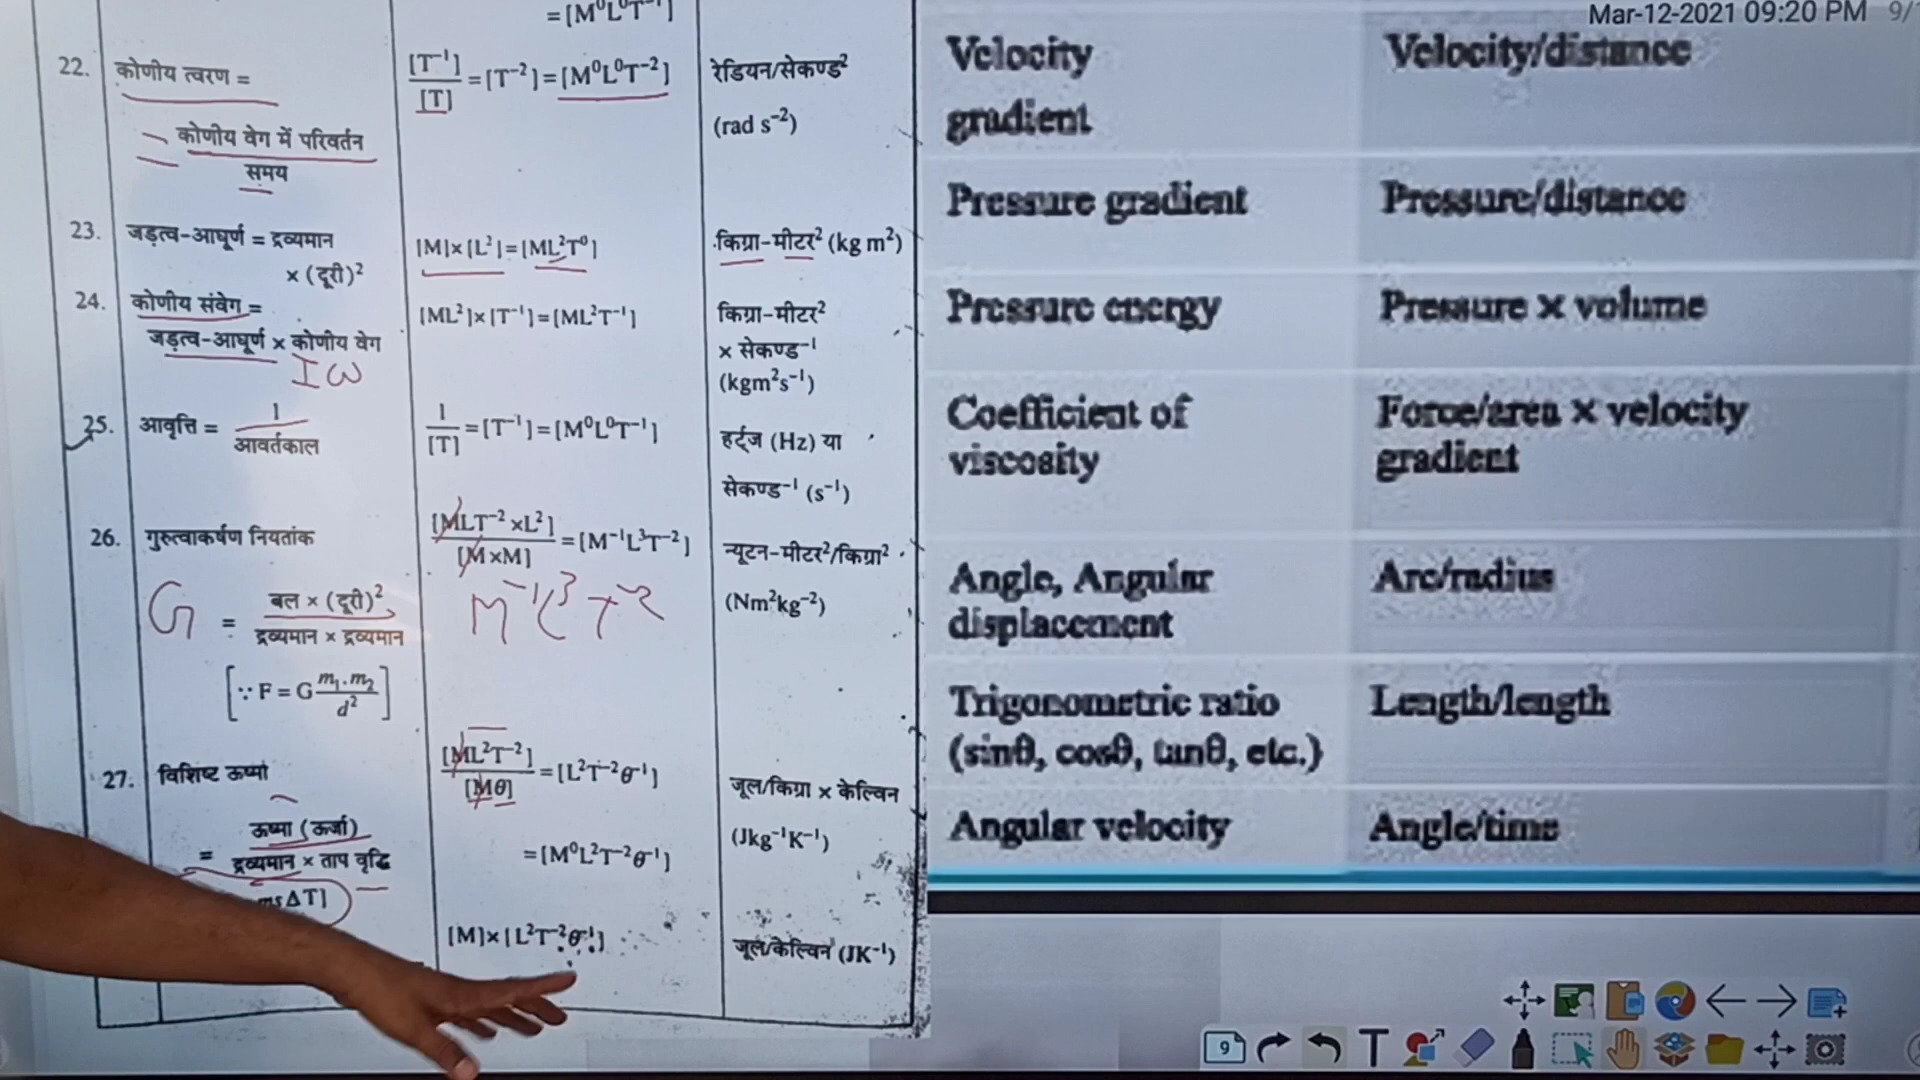 =[M⁰L⁰T⁻¹]
22. कोणीय त्वरण =
कोणीय वेग में परिवर्तन
समय
[T⁻¹]
[T]
=[T⁻²]=[M⁰L⁰T⁻²]
रेडियन/सेकण्ड²
(rad s⁻²)
23. जड़त्व-आघूर्ण = द्रव्यमान
× (दूरी)²
[M]×[L²]=[ML²T⁰]
किग्रा-मीटर² (kg m²)
24. कोणीय संवेग =
जड़त्व-आघूर्ण × कोणीय वेग
Iω
[ML²]×[T⁻¹]=[ML²T⁻¹]
किग्रा-मीटर²
× सेकण्ड⁻¹
(kgm²s⁻¹)
25. आवृत्ति =
1
आवर्तकाल
1
[T]
=[T⁻¹]=[M⁰L⁰T⁻¹]
हर्ट्ज (Hz) या
सेकण्ड⁻¹ (s⁻¹)
26. गुरुत्वाकर्षण नियतांक
G = बल × (दूरी)²
द्रव्यमान × द्रव्यमान
[∵ F = G m₁.m₂
d² ]
[MLT⁻² ×L²]
[M×M]
=[M⁻¹L³T⁻²]
M⁻¹L³T⁻²
न्यूटन-मीटर²/किग्रा²
(Nm²kg⁻²)
27. विशिष्ट ऊष्मा
= ऊष्मा (ऊर्जा)
द्रव्यमान × ताप वृद्धि
msΔT]
[ML²T⁻²]
[Mθ]
=[L²T⁻²θ⁻¹]
=[M⁰L²T⁻²θ⁻¹]
जूल/किग्रा × केल्विन
(Jkg⁻¹K⁻¹)
[M]×[L²T⁻²θ⁻¹]
जूल/केल्विन (JK⁻¹)
Mar-12-2021 09:20 PM 9/
Velocity
gradient
Velocity/distance
Pressure gradient
Pressure/distance
Pressure energy
Pressure × volume
Coefficient of
viscosity
Force/area × velocity
gradient
Angle, Angular
displacement
Arc/radius
Trigonometric ratio
(sinθ, cosθ, tanθ, etc.)
Length/length
Angular velocity
Angle/time
9
T